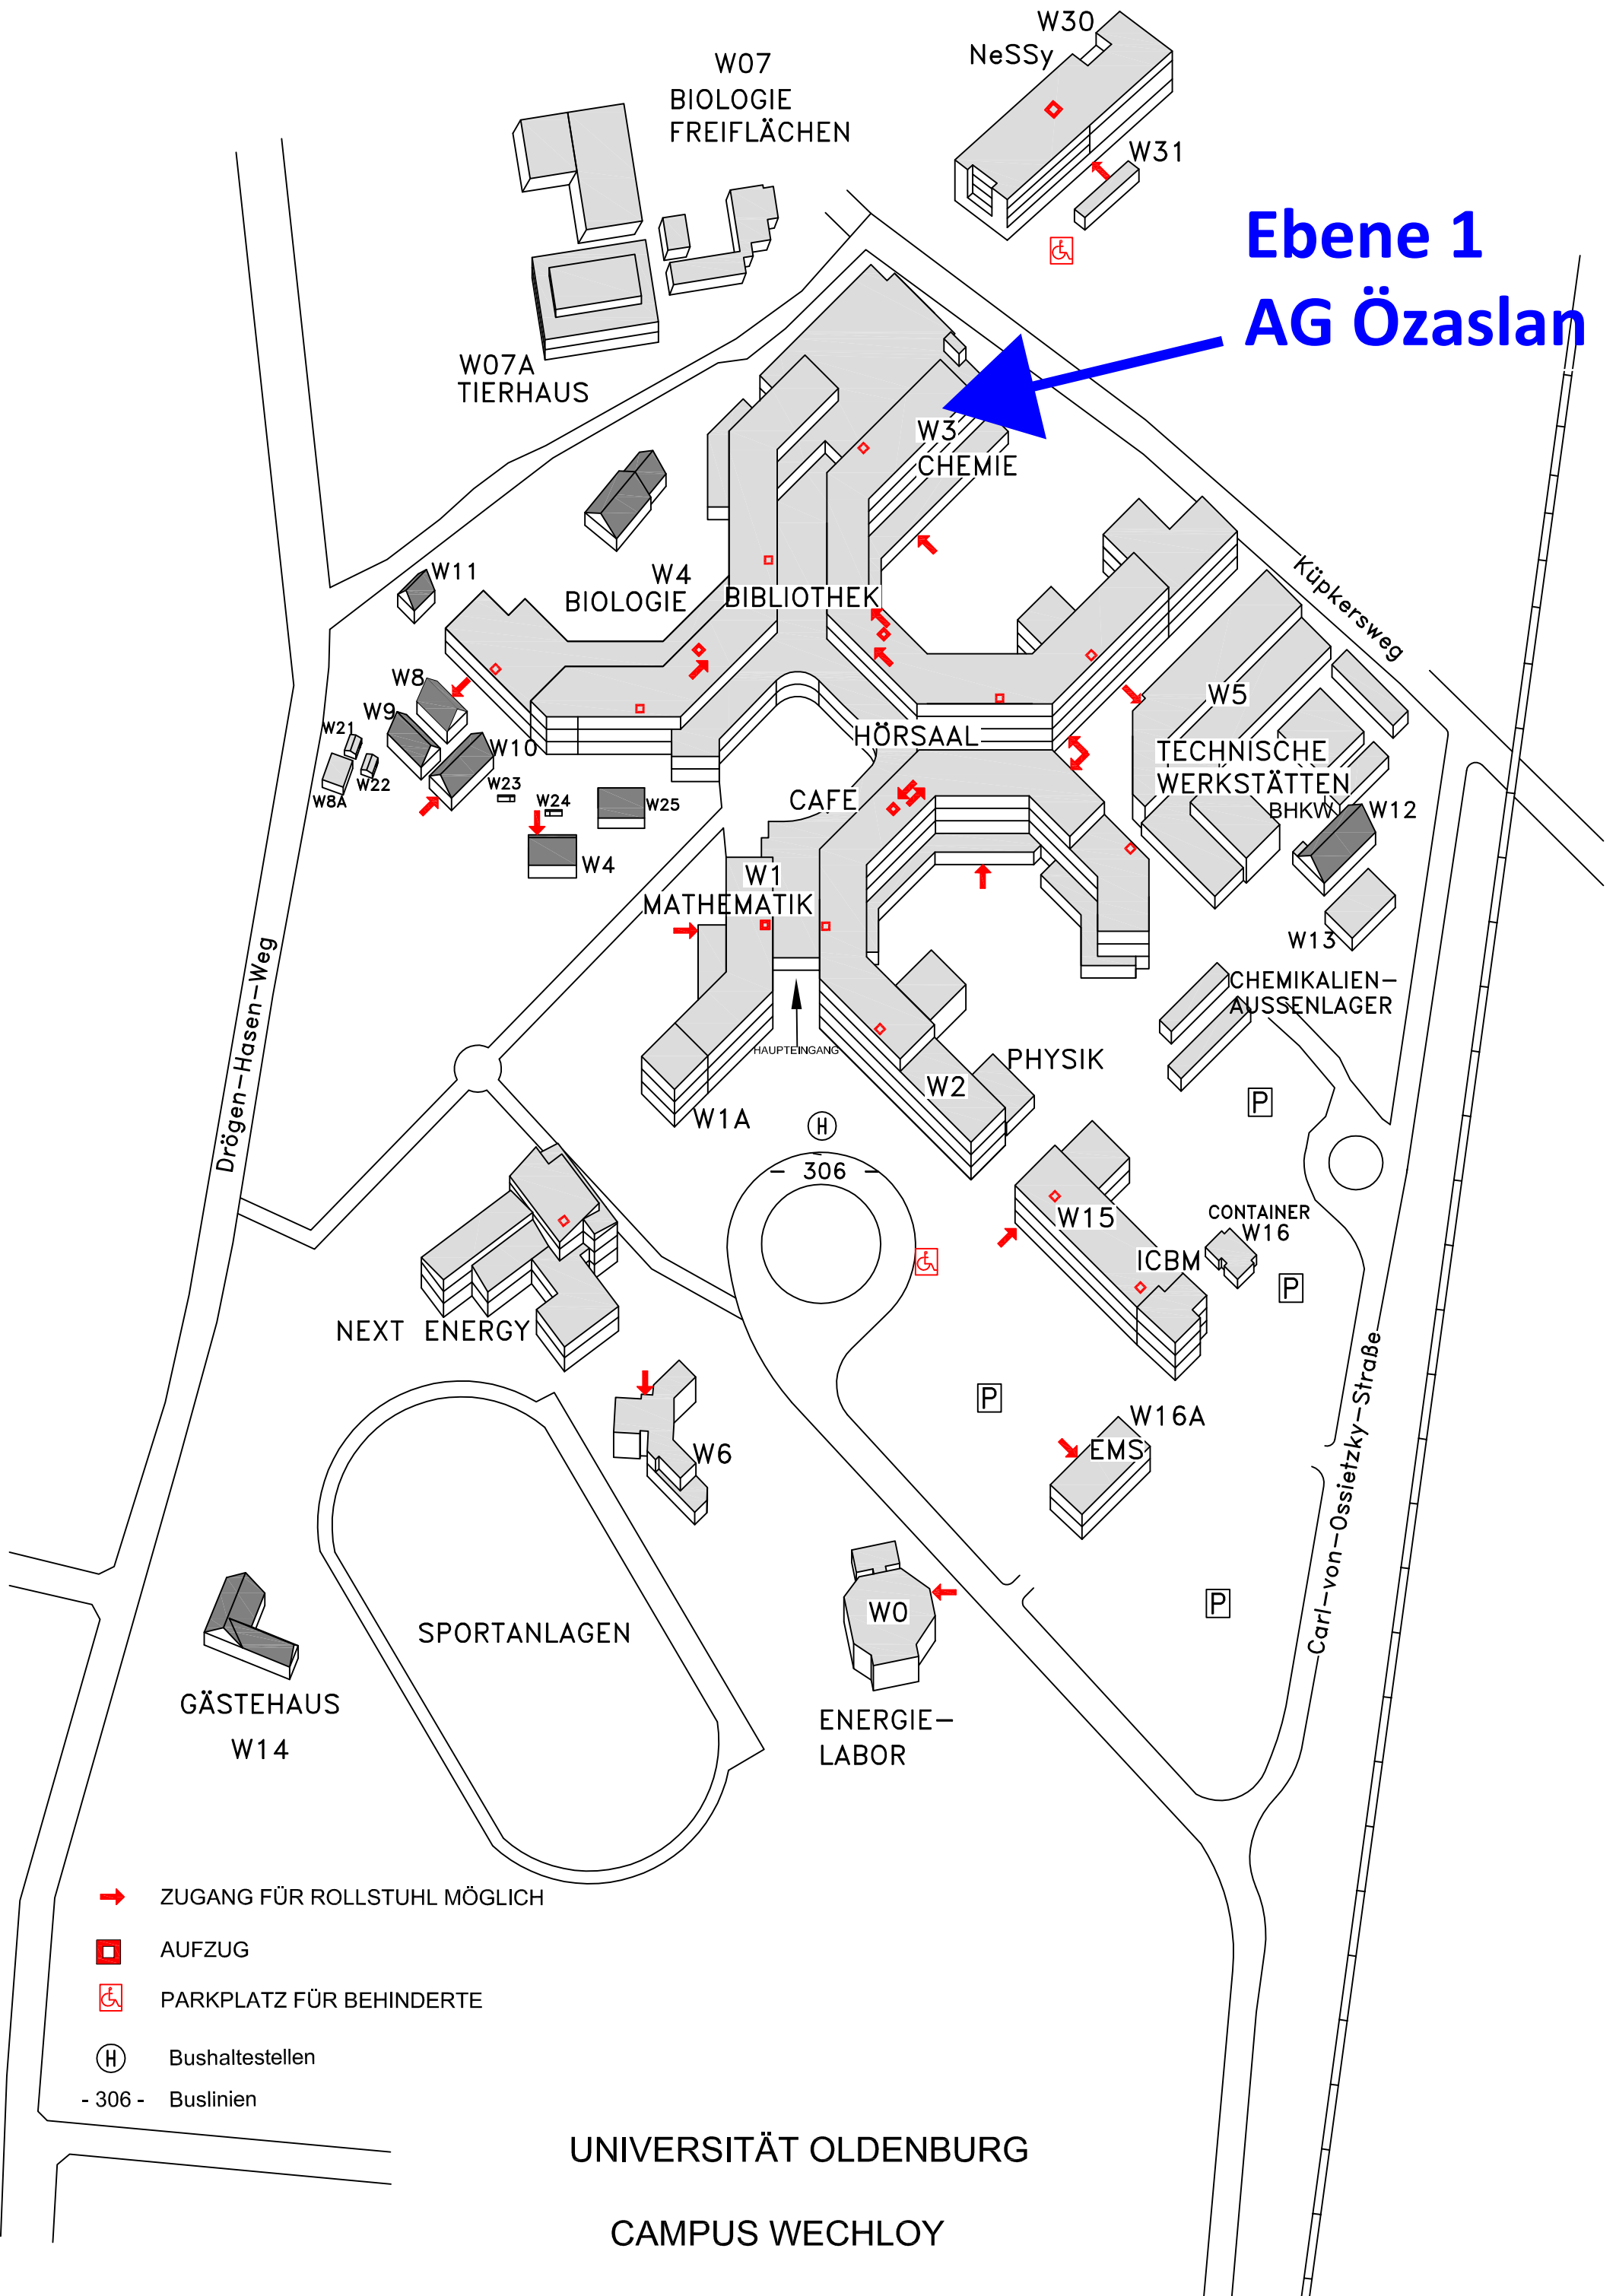 W30
NeSSy
W07
BIOLOGIE
FREIFLÄCHEN
W31
Ebene 1
AG Özaslan
W07A
TIERHAUS
W3
CHEMIE
Küpkersweg
W11
W4
BIOLOGIE
BIBLIOTHEK
W8
W5
W9
W21
W10
HÖRSAAL
TECHNISCHE
WERKSTÄTTEN
W22
W23
W8A
W24
W25
CAFE
BHKW
W12
W4
W1
MATHEMATIK
W13
Drögen-Hasen-Weg
CHEMIKALIEN-
AUSSENLAGER
HAUPTEINGANG
PHYSIK
W2
W1A
P
H
- 306 -
W15
CONTAINER
W16
ICBM
P
NEXT ENERGY
Carl-von-Ossietzky-Straße
P
W16A
EMS
W6
P
W0
SPORTANLAGEN
GÄSTEHAUS
W14
ENERGIE-
LABOR
ZUGANG FÜR ROLLSTUHL MÖGLICH
AUFZUG
PARKPLATZ FÜR BEHINDERTE
H Bushaltestellen
- 306 - Buslinien
UNIVERSITÄT OLDENBURG
CAMPUS WECHLOY